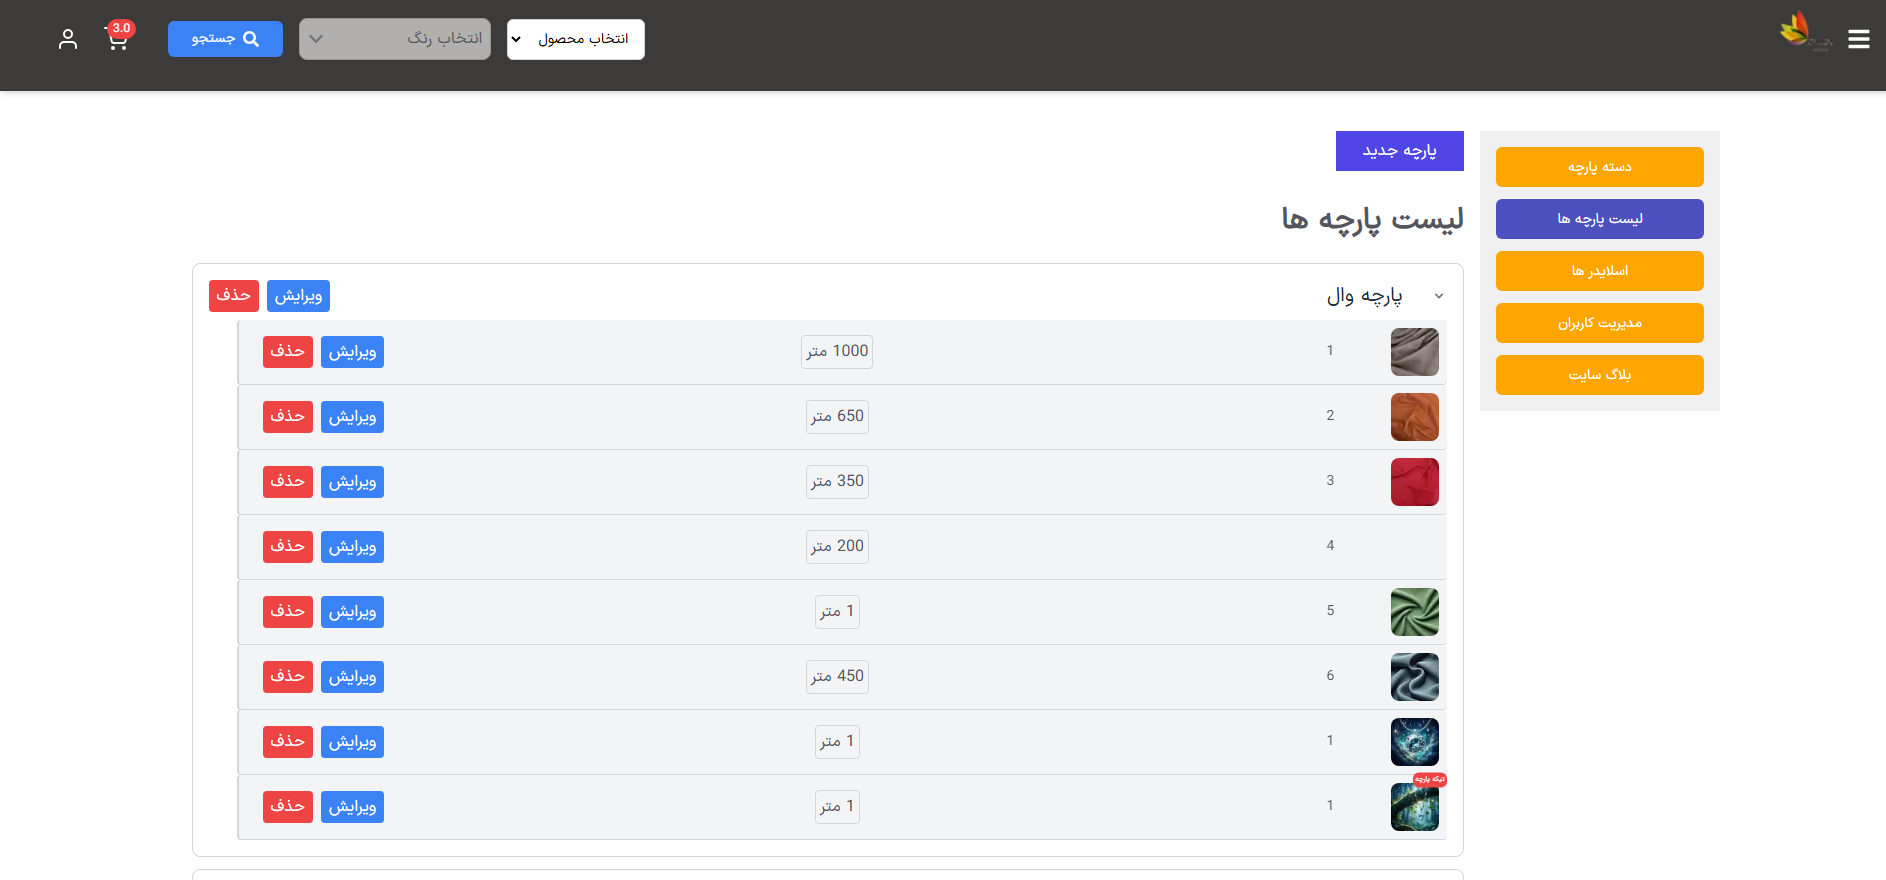 انتخاب محصول
انتخاب رنگ
جستجو
3.0
دسته پارچه
لیست پارچه ها
اسلایدر ها
مدیریت کاربران
بلاگ سایت
پارچه جدید
لیست پارچه ها
پارچه وال ویرایش حذف
1 1000 متر ویرایش حذف
2 650 متر ویرایش حذف
3 350 متر ویرایش حذف
4 200 متر ویرایش حذف
5 1 متر ویرایش حذف
6 450 متر ویرایش حذف
1 1 متر ویرایش حذف
تیکه پارچه
1 1 متر ویرایش حذف